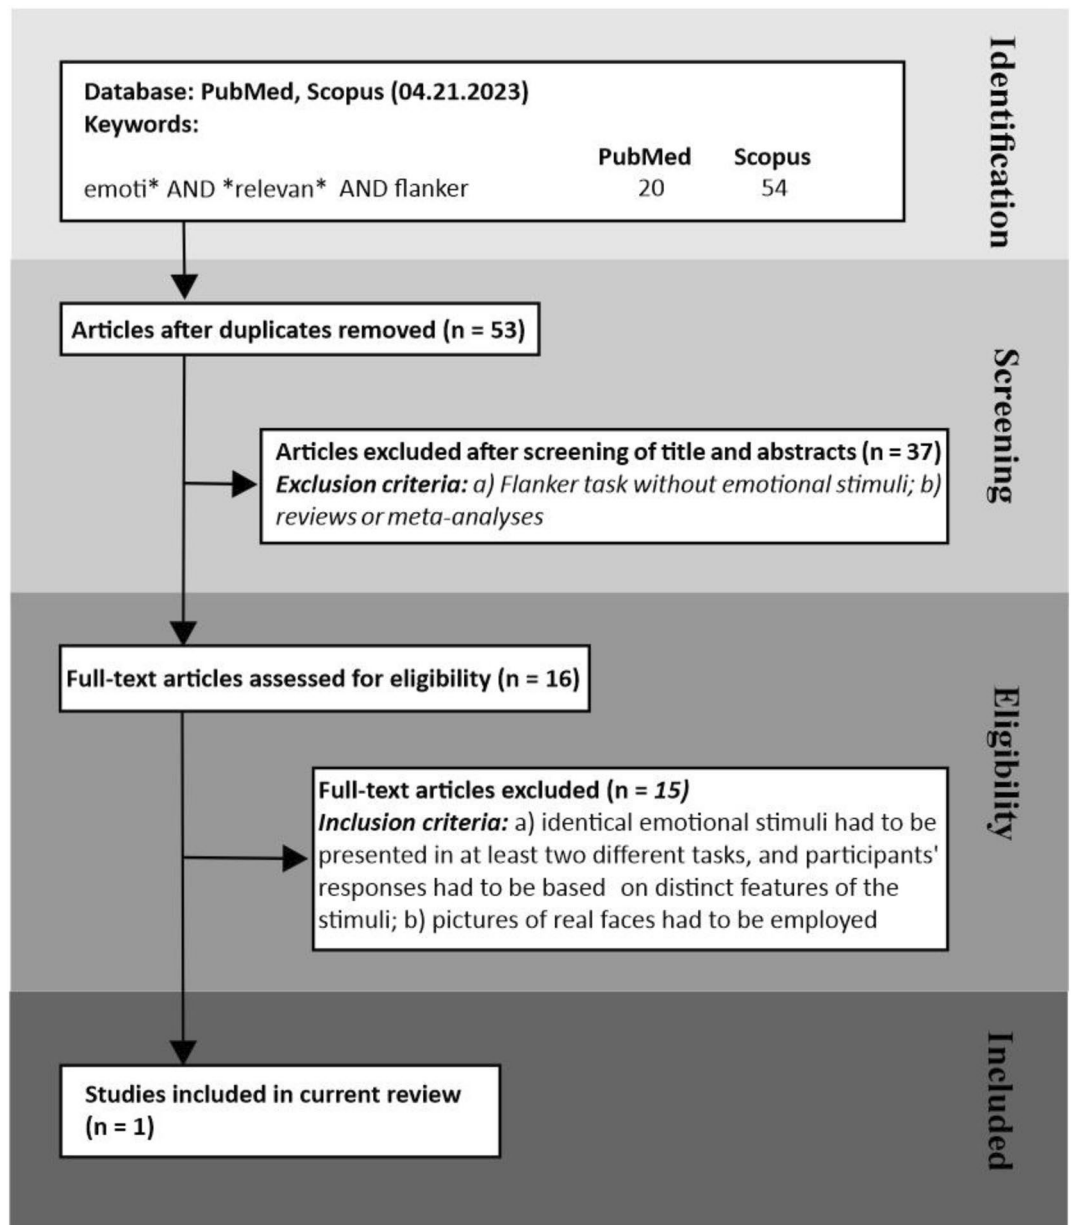 Identification
Database: PubMed, Scopus (04.21.2023)
Keywords:
PubMed Scopus
emoti* AND *relevan* AND flanker 20 54
Screening
Articles after duplicates removed (n = 53)
Articles excluded after screening of title and abstracts (n = 37)
Exclusion criteria: a) Flanker task without emotional stimuli; b)
reviews or meta-analyses
Eligibility
Full-text articles assessed for eligibility (n = 16)
Full-text articles excluded (n = 15)
Inclusion criteria: a) identical emotional stimuli had to be
presented in at least two different tasks, and participants'
responses had to be based on distinct features of the
stimuli; b) pictures of real faces had to be employed
Included
Studies included in current review
(n = 1)